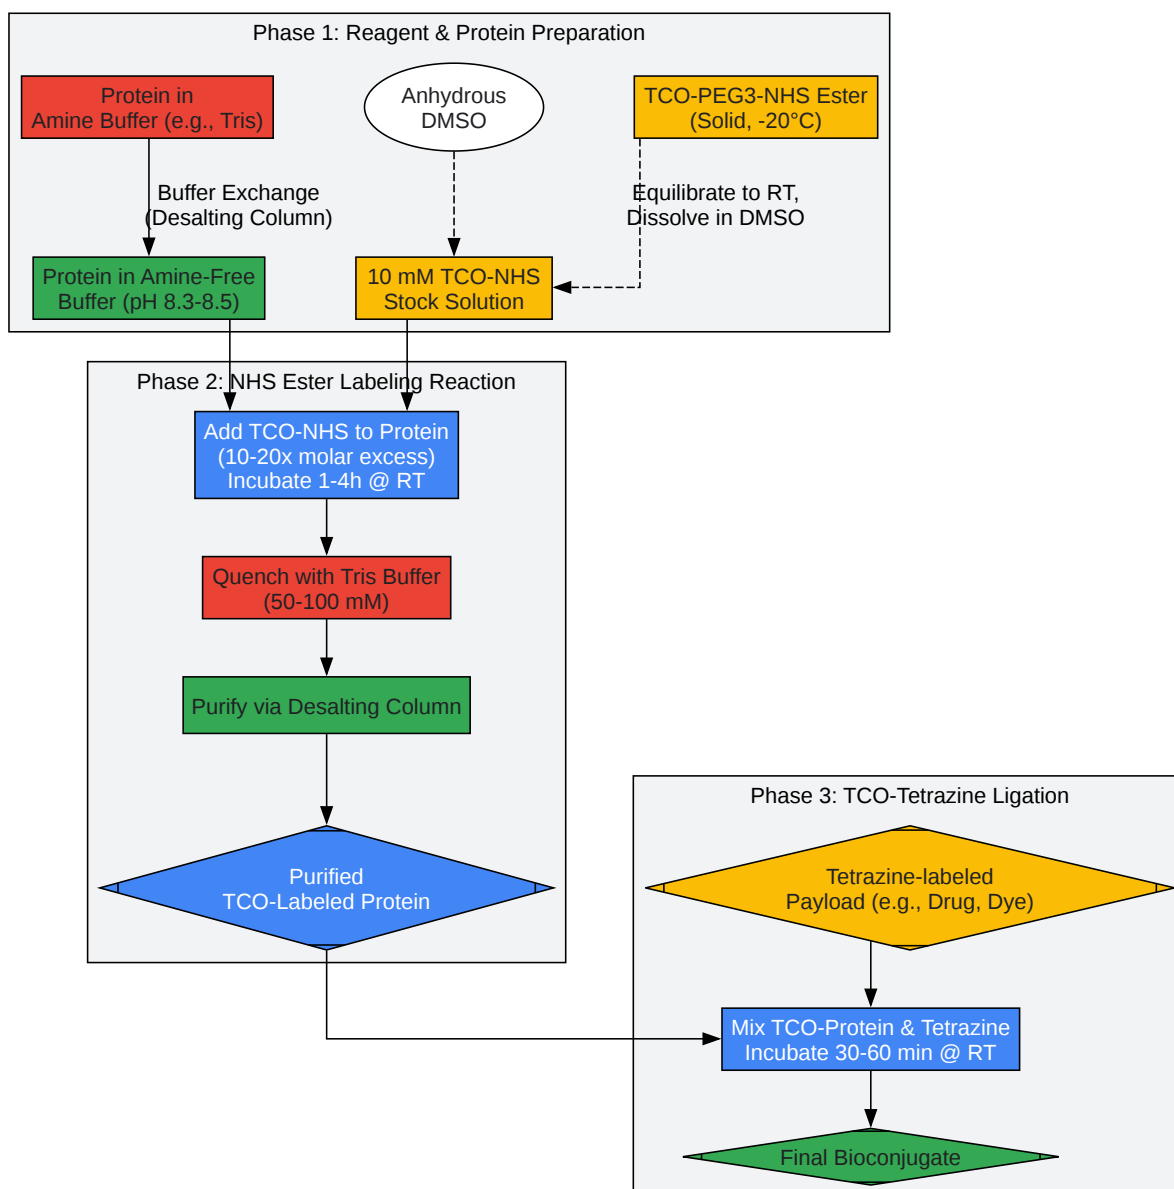 Phase 1: Reagent & Protein Preparation
Protein in
Amine Buffer (e.g., Tris)
Anhydrous
DMSO
TCO-PEG3-NHS Ester
(Solid, -20°C)
Buffer Exchange
(Desalting Column)
Equilibrate to RT,
Dissolve in DMSO
Protein in Amine-Free
Buffer (pH 8.3-8.5)
10 mM TCO-NHS
Stock Solution
Phase 2: NHS Ester Labeling Reaction
Add TCO-NHS to Protein
(10-20x molar excess)
Incubate 1-4h @ RT
Quench with Tris Buffer
(50-100 mM)
Purify via Desalting Column
Purified
TCO-Labeled Protein
Phase 3: TCO-Tetrazine Ligation
Tetrazine-labeled
Payload (e.g., Drug, Dye)
Mix TCO-Protein & Tetrazine
Incubate 30-60 min @ RT
Final Bioconjugate